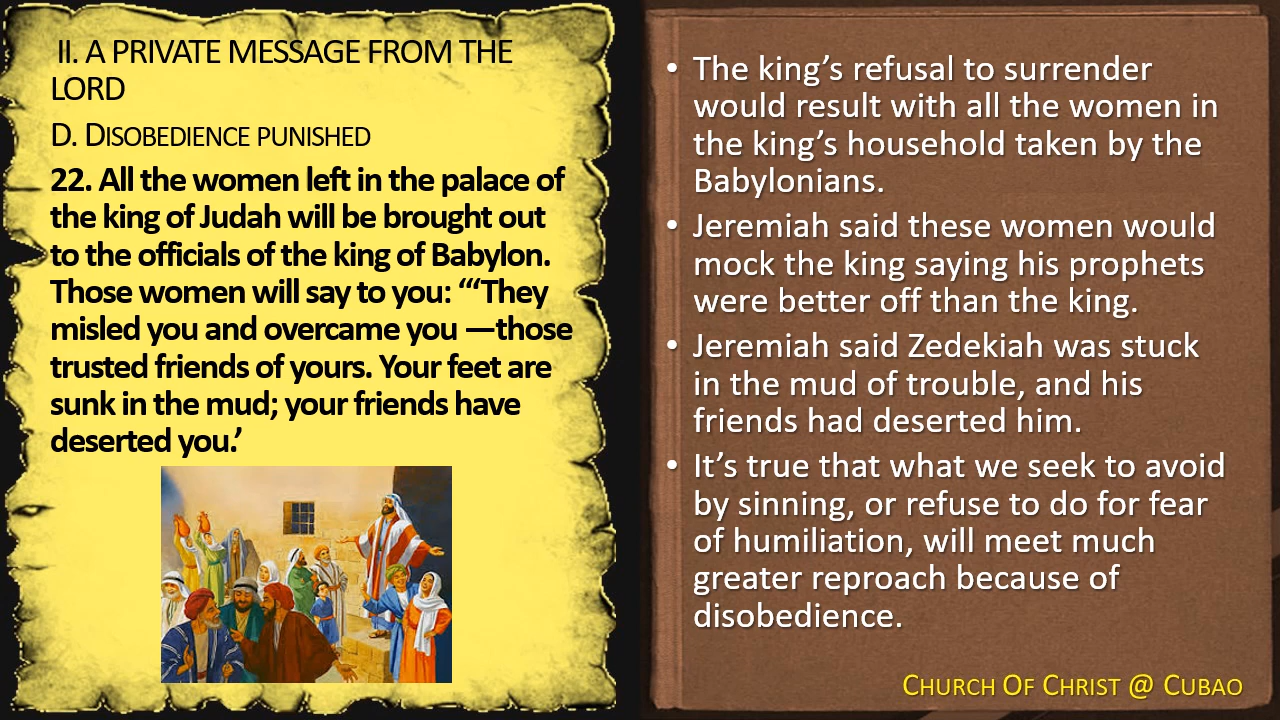 II. A PRIVATE MESSAGE FROM THE
LORD
D. DISOBEDIENCE PUNISHED
22. All the women left in the palace of
the king of Judah will be brought out
to the officials of the king of Babylon.
Those women will say to you: “‘They
misled you and overcame you —those
trusted friends of yours. Your feet are
sunk in the mud; your friends have
deserted you.’
• The king’s refusal to surrender
would result with all the women in
the king’s household taken by the
Babylonians.
• Jeremiah said these women would
mock the king saying his prophets
were better off than the king.
• Jeremiah said Zedekiah was stuck
in the mud of trouble, and his
friends had deserted him.
• It’s true that what we seek to avoid
by sinning, or refuse to do for fear
of humiliation, will meet much
greater reproach because of
disobedience.
CHURCH OF CHRIST @ CUBAO